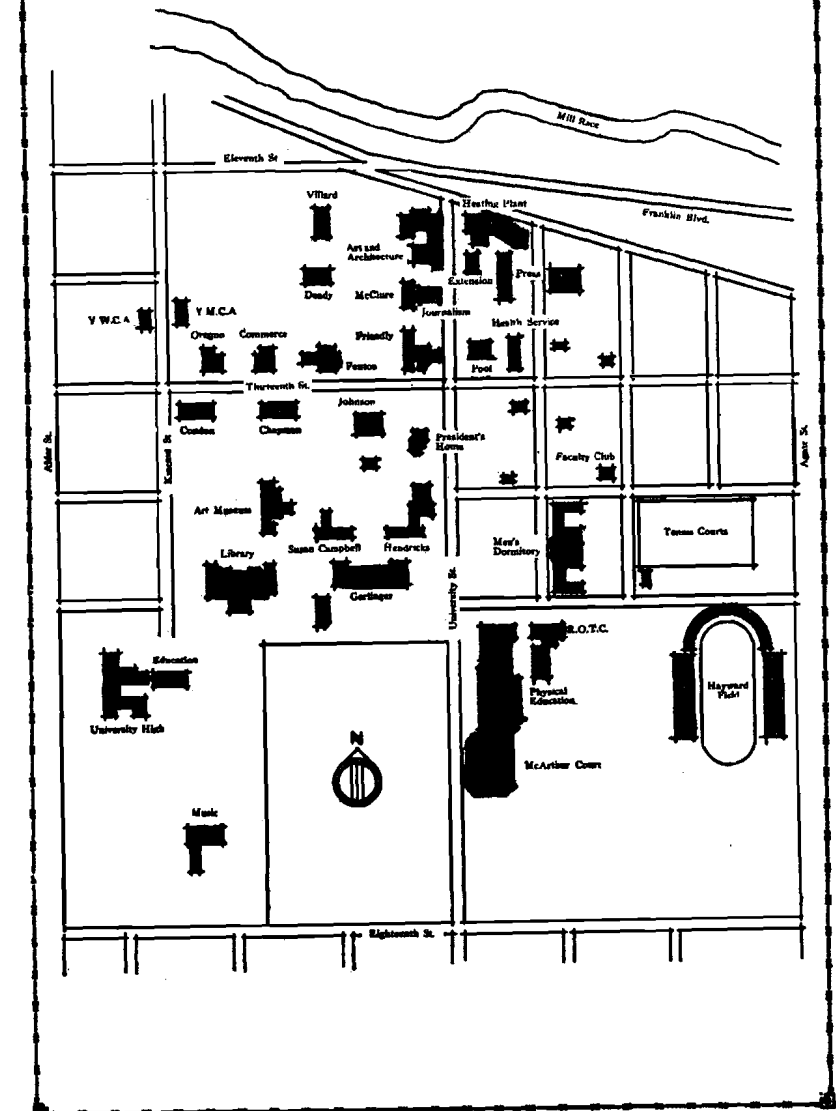 Mill Race
Eleventh St
Franklin Blvd.
Villard
Heating Plant
Art and
Architecture
Extension
Press
Deady
McClure
Journalism
Y W.C.A
Y M.C.A
Oregon
Commerce
Friendly
Health Service
Fenton
Pool
Thirteenth St.
Johnson
Condon
Chapman
President's
House
Alder St.
Kincaid St
Agate St.
Faculty Club
Art Museum
Men's
Dormitory
Tennis Courts
Library
Susan Campbell
Hendricks
Gerlinger
University St.
R.O.T.C.
Education
Physical
Education.
Hayward
Field
University High
N
McArthur Court
Music
Eighteenth St.